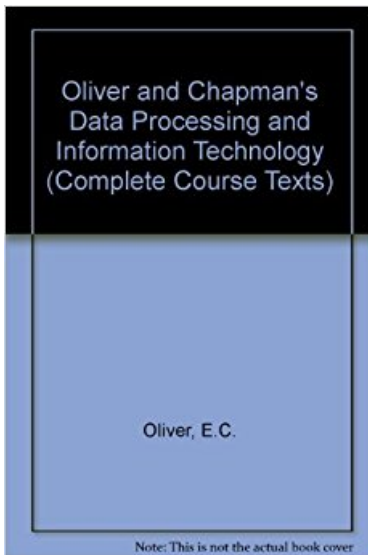 Oliver and Chapman's
Data Processing and
Information Technology
(Complete Course Texts)
Oliver, E.C.
Note: This is not the actual book cover